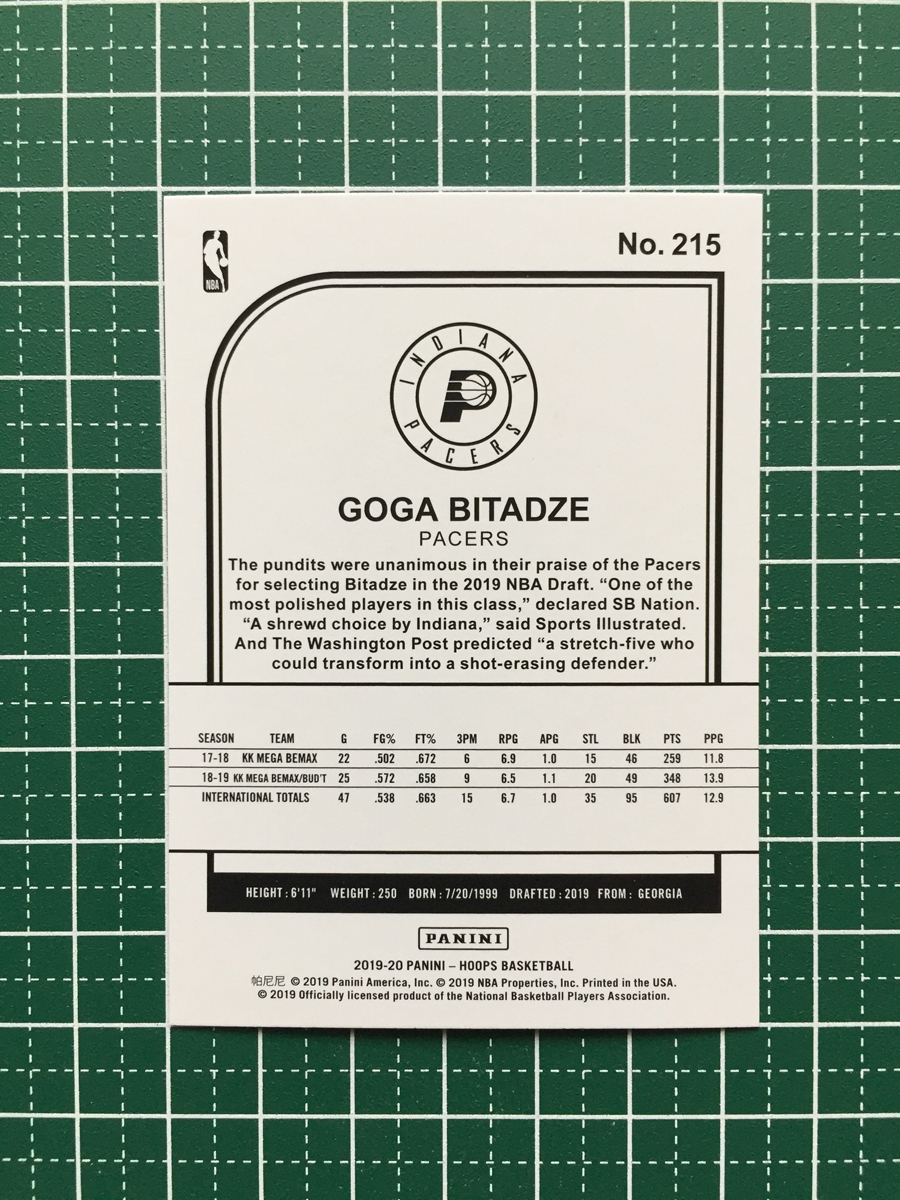 No. 215
NBA
INDIANA
PACERS
GOGA BITADZE
PACERS
The pundits were unanimous in their praise of the Pacers
for selecting Bitadze in the 2019 NBA Draft. “One of the
most polished players in this class,” declared SB Nation.
“A shrewd choice by Indiana,” said Sports Illustrated.
And The Washington Post predicted “a stretch-five who
could transform into a shot-erasing defender.”
SEASON TEAM G FG% FT% 3PM RPG APG STL BLK PTS PPG
17-18 KK MEGA BEMAX 22 .502 .672 6 6.9 1.0 15 46 259 11.8
18-19 KK MEGA BEMAX/BUD'T 25 .572 .658 9 6.5 1.1 20 49 348 13.9
INTERNATIONAL TOTALS 47 .538 .663 15 6.7 1.0 35 95 607 12.9
HEIGHT: 6'11" WEIGHT: 250 BORN: 7/20/1999 DRAFTED: 2019 FROM: GEORGIA
PANINI
2019-20 PANINI – HOOPS BASKETBALL
帕尼尼 © 2019 Panini America, Inc. © 2019 NBA Properties, Inc. Printed in the USA.
© 2019 Officially licensed product of the National Basketball Players Association.